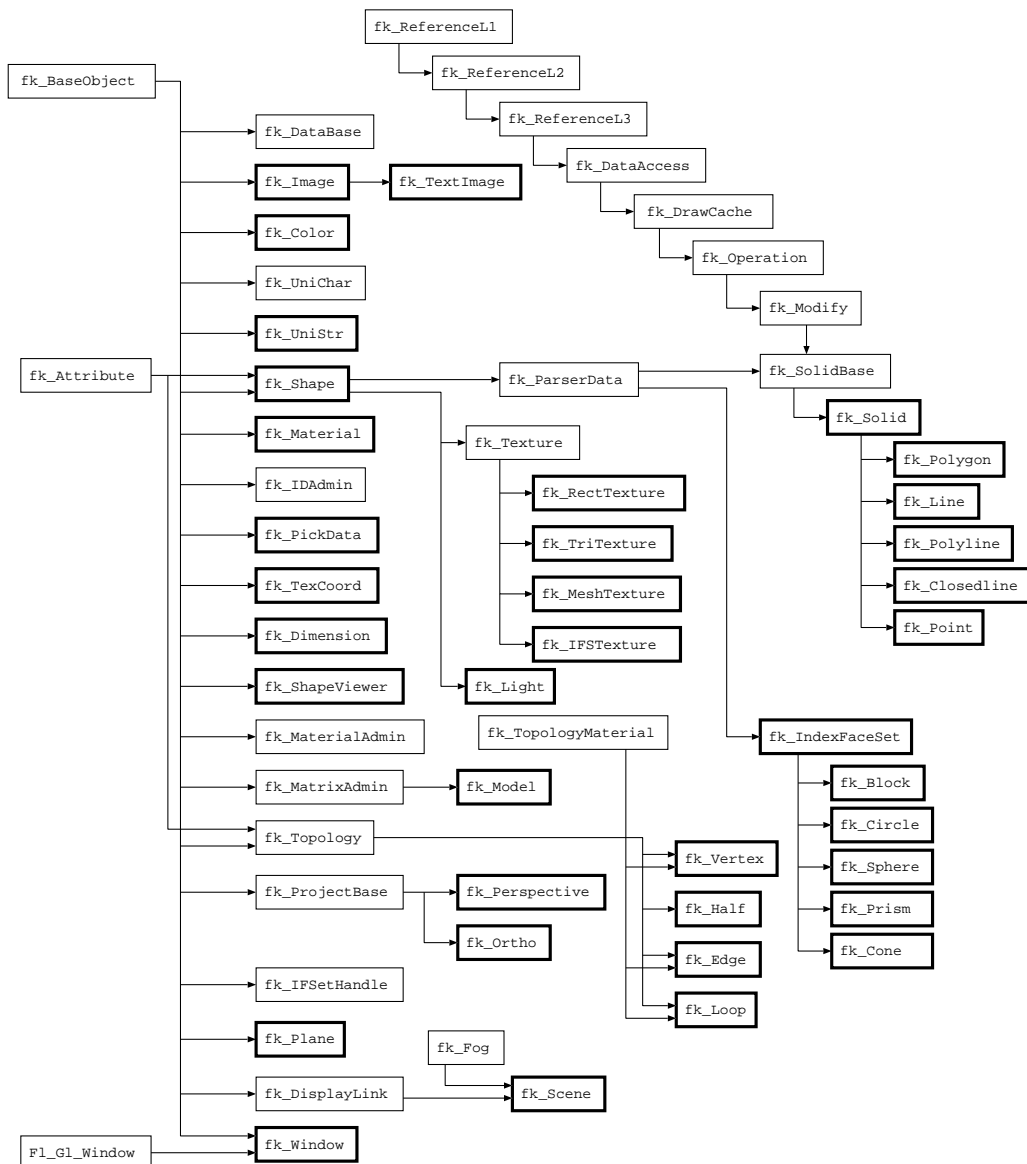 fk_ReferenceL1
fk_BaseObject
fk_ReferenceL2
fk_ReferenceL3
fk_DataBase
fk_DataAccess
fk_Image
fk_TextImage
fk_DrawCache
fk_Color
fk_Operation
fk_UniChar
fk_Modify
fk_UniStr
fk_Attribute
fk_Shape
fk_ParserData
fk_SolidBase
fk_Solid
fk_Material
fk_Texture
fk_Polygon
fk_IDAdmin
fk_RectTexture
fk_Line
fk_PickData
fk_TriTexture
fk_Polyline
fk_TexCoord
fk_MeshTexture
fk_Closedline
fk_Dimension
fk_IFSTexture
fk_Point
fk_ShapeViewer
fk_Light
fk_MaterialAdmin
fk_TopologyMaterial
fk_IndexFaceSet
fk_MatrixAdmin
fk_Model
fk_Block
fk_Topology
fk_Circle
fk_Vertex
fk_Sphere
fk_ProjectBase
fk_Perspective
fk_Half
fk_Prism
fk_Ortho
fk_Edge
fk_Cone
fk_IFSetHandle
fk_Loop
fk_Plane
fk_Fog
fk_DisplayLink
fk_Scene
fk_Window
Fl_Gl_Window